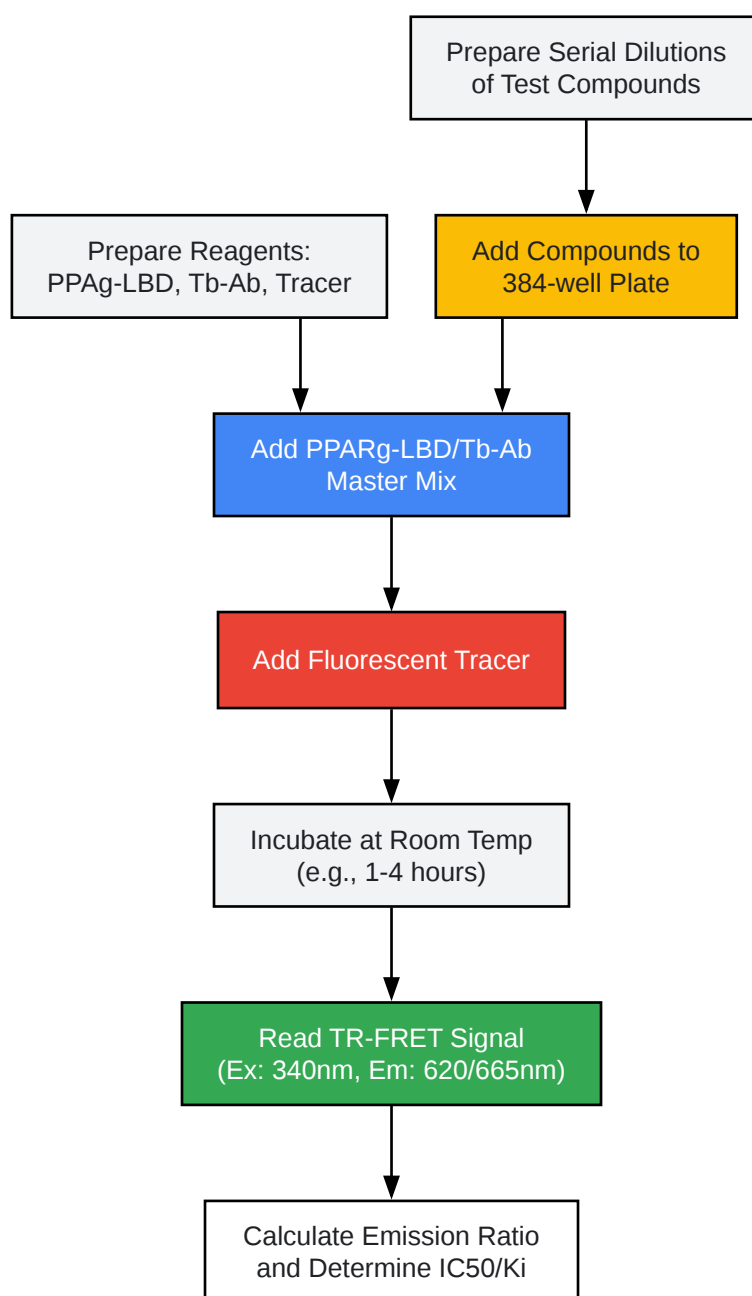 Prepare Serial Dilutions
of Test Compounds
Prepare Reagents:
PPAg-LBD, Tb-Ab, Tracer
Add Compounds to
384-well Plate
Add PPARg-LBD/Tb-Ab
Master Mix
Add Fluorescent Tracer
Incubate at Room Temp
(e.g., 1-4 hours)
Read TR-FRET Signal
(Ex: 340nm, Em: 620/665nm)
Calculate Emission Ratio
and Determine IC50/Ki